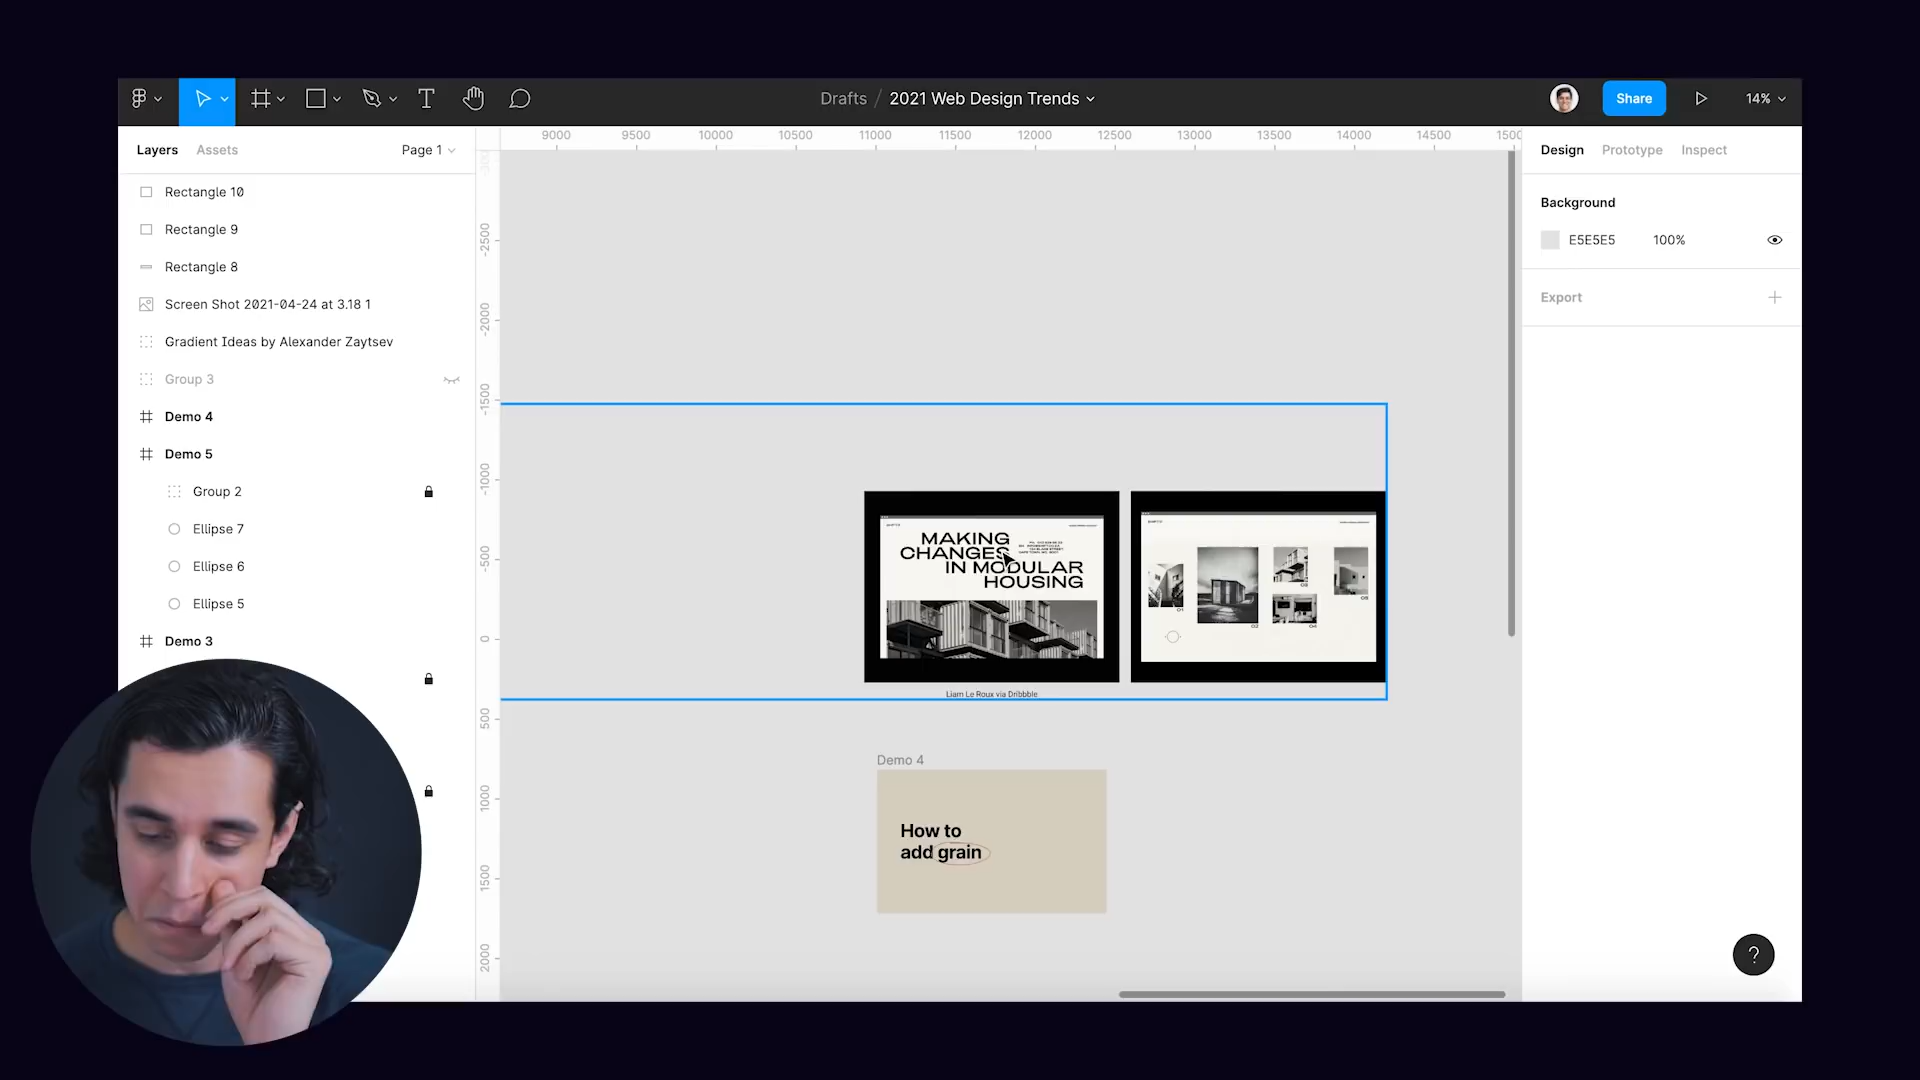 Drafts / 2021 Web Design Trends
Share
14%
Layers
Assets
Page 1
9000 9500 10000 10500 11000 11500 12000 12500 13000 13500 14000 14500 1500
Design
Prototype
Inspect
Rectangle 10
Rectangle 9
Rectangle 8
Screen Shot 2021-04-24 at 3.18 1
Gradient Ideas by Alexander Zaytsev
Group 3
Demo 4
Demo 5
Group 2
Ellipse 7
Ellipse 6
Ellipse 5
Demo 3
-2500
-2000
-1500
-1000
-500
0
500
1000
1500
2000
MAKING
CHANGES
IN MODULAR
HOUSING
Liam Le Roux via Dribbble
Demo 4
How to
add grain
Background
E5E5E5 100%
Export
?